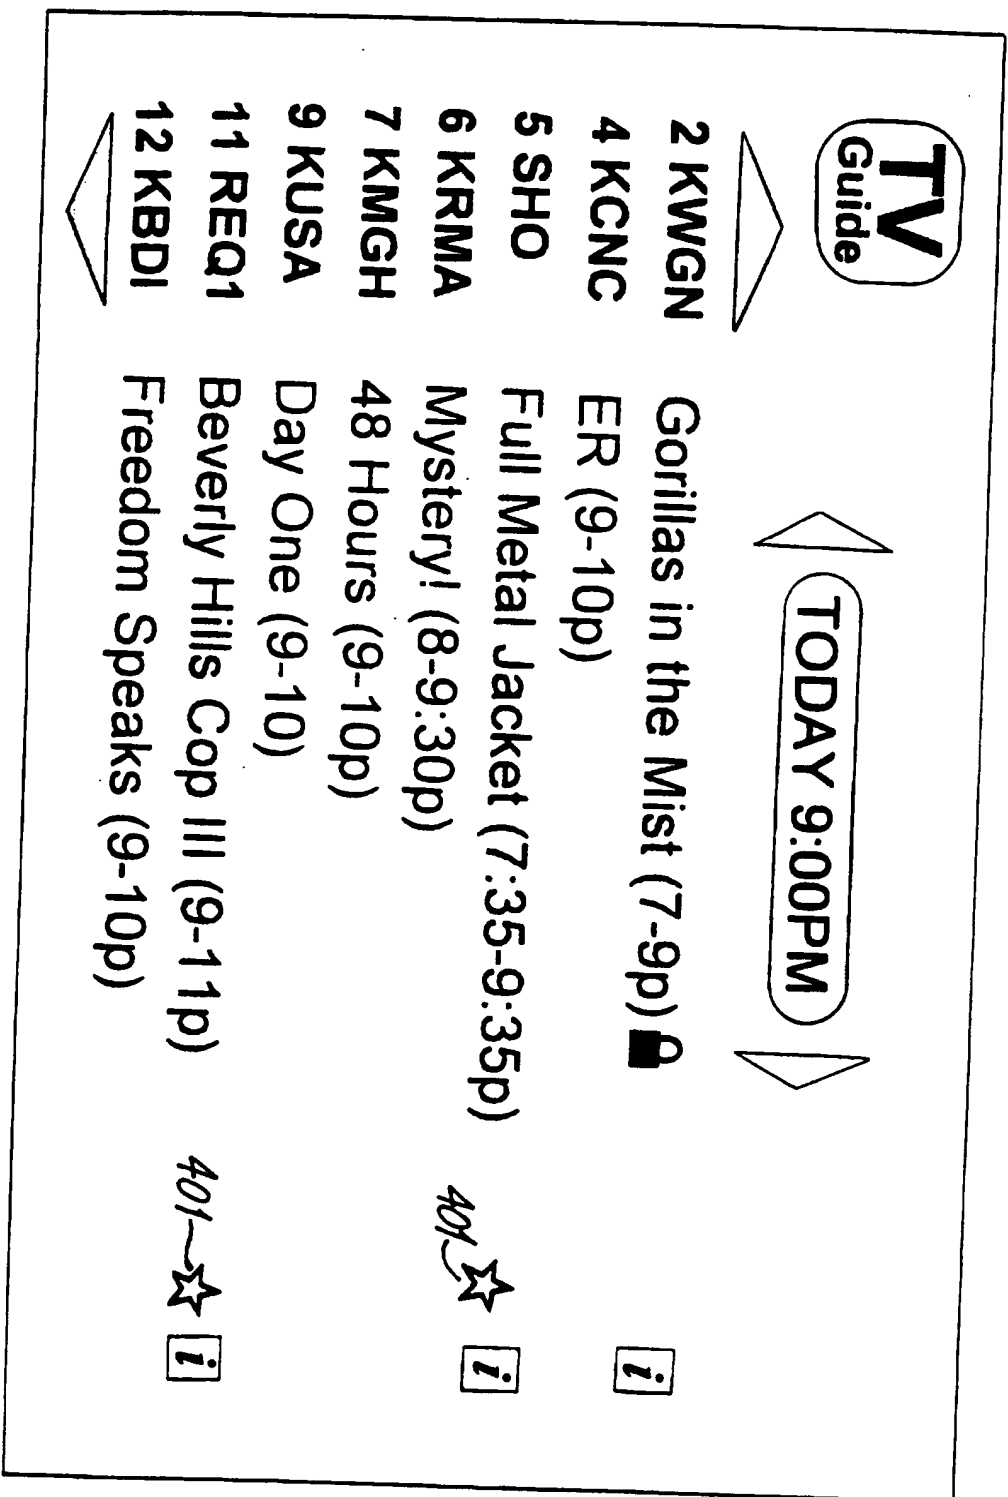 TV
Guide
TODAY 9:00PM
2 KWGN Gorillas in the Mist (7-9p)
4 KCNC ER (9-10p)
5 SHO Full Metal Jacket (7:35-9:35p) 401 i
6 KRMA Mystery! (8-9:30p)
7 KMGH 48 Hours (9-10p)
9 KUSA Day One (9-10)
11 REQ1 Beverly Hills Cop III (9-11p) 401 i
12 KBDI Freedom Speaks (9-10p)
i